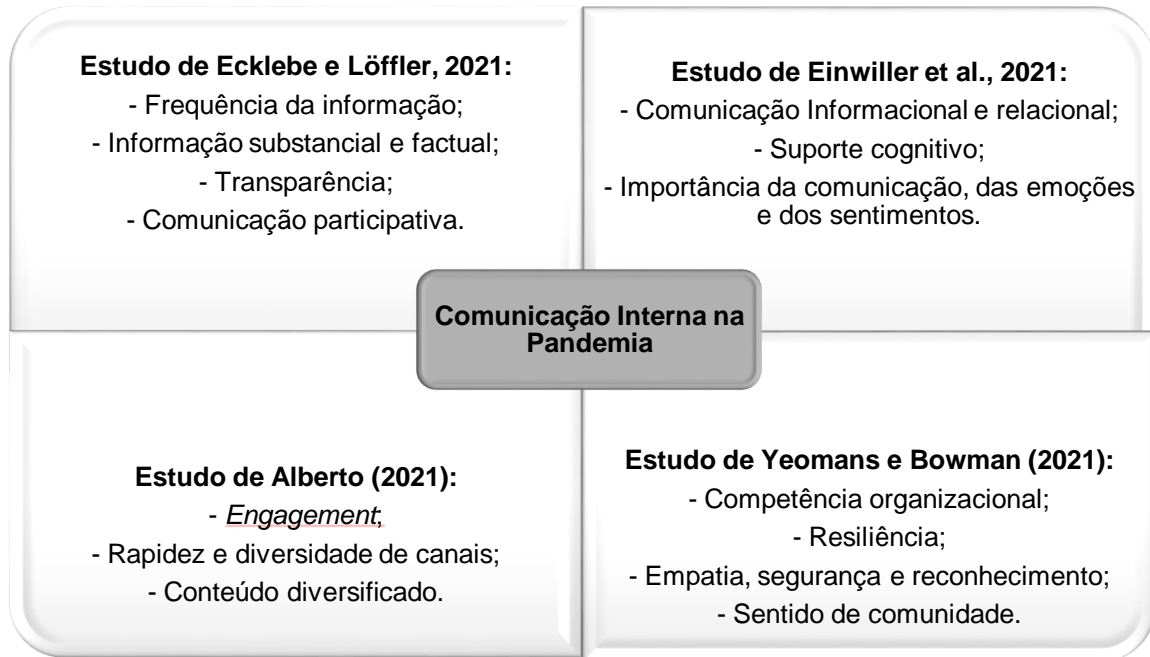 Estudo de Ecklebe e Löffler, 2021:
- Frequência da informação;
- Informação substancial e factual;
- Transparência;
- Comunicação participativa.
Estudo de Einwiller et al., 2021:
- Comunicação Informacional e relacional;
- Suporte cognitivo;
- Importância da comunicação, das emoções
e dos sentimentos.
Comunicação Interna na
Pandemia
Estudo de Alberto (2021):
- Engagement;
- Rapidez e diversidade de canais;
- Conteúdo diversificado.
Estudo de Yeomans e Bowman (2021):
- Competência organizacional;
- Resiliência;
- Empatia, segurança e reconhecimento;
- Sentido de comunidade.